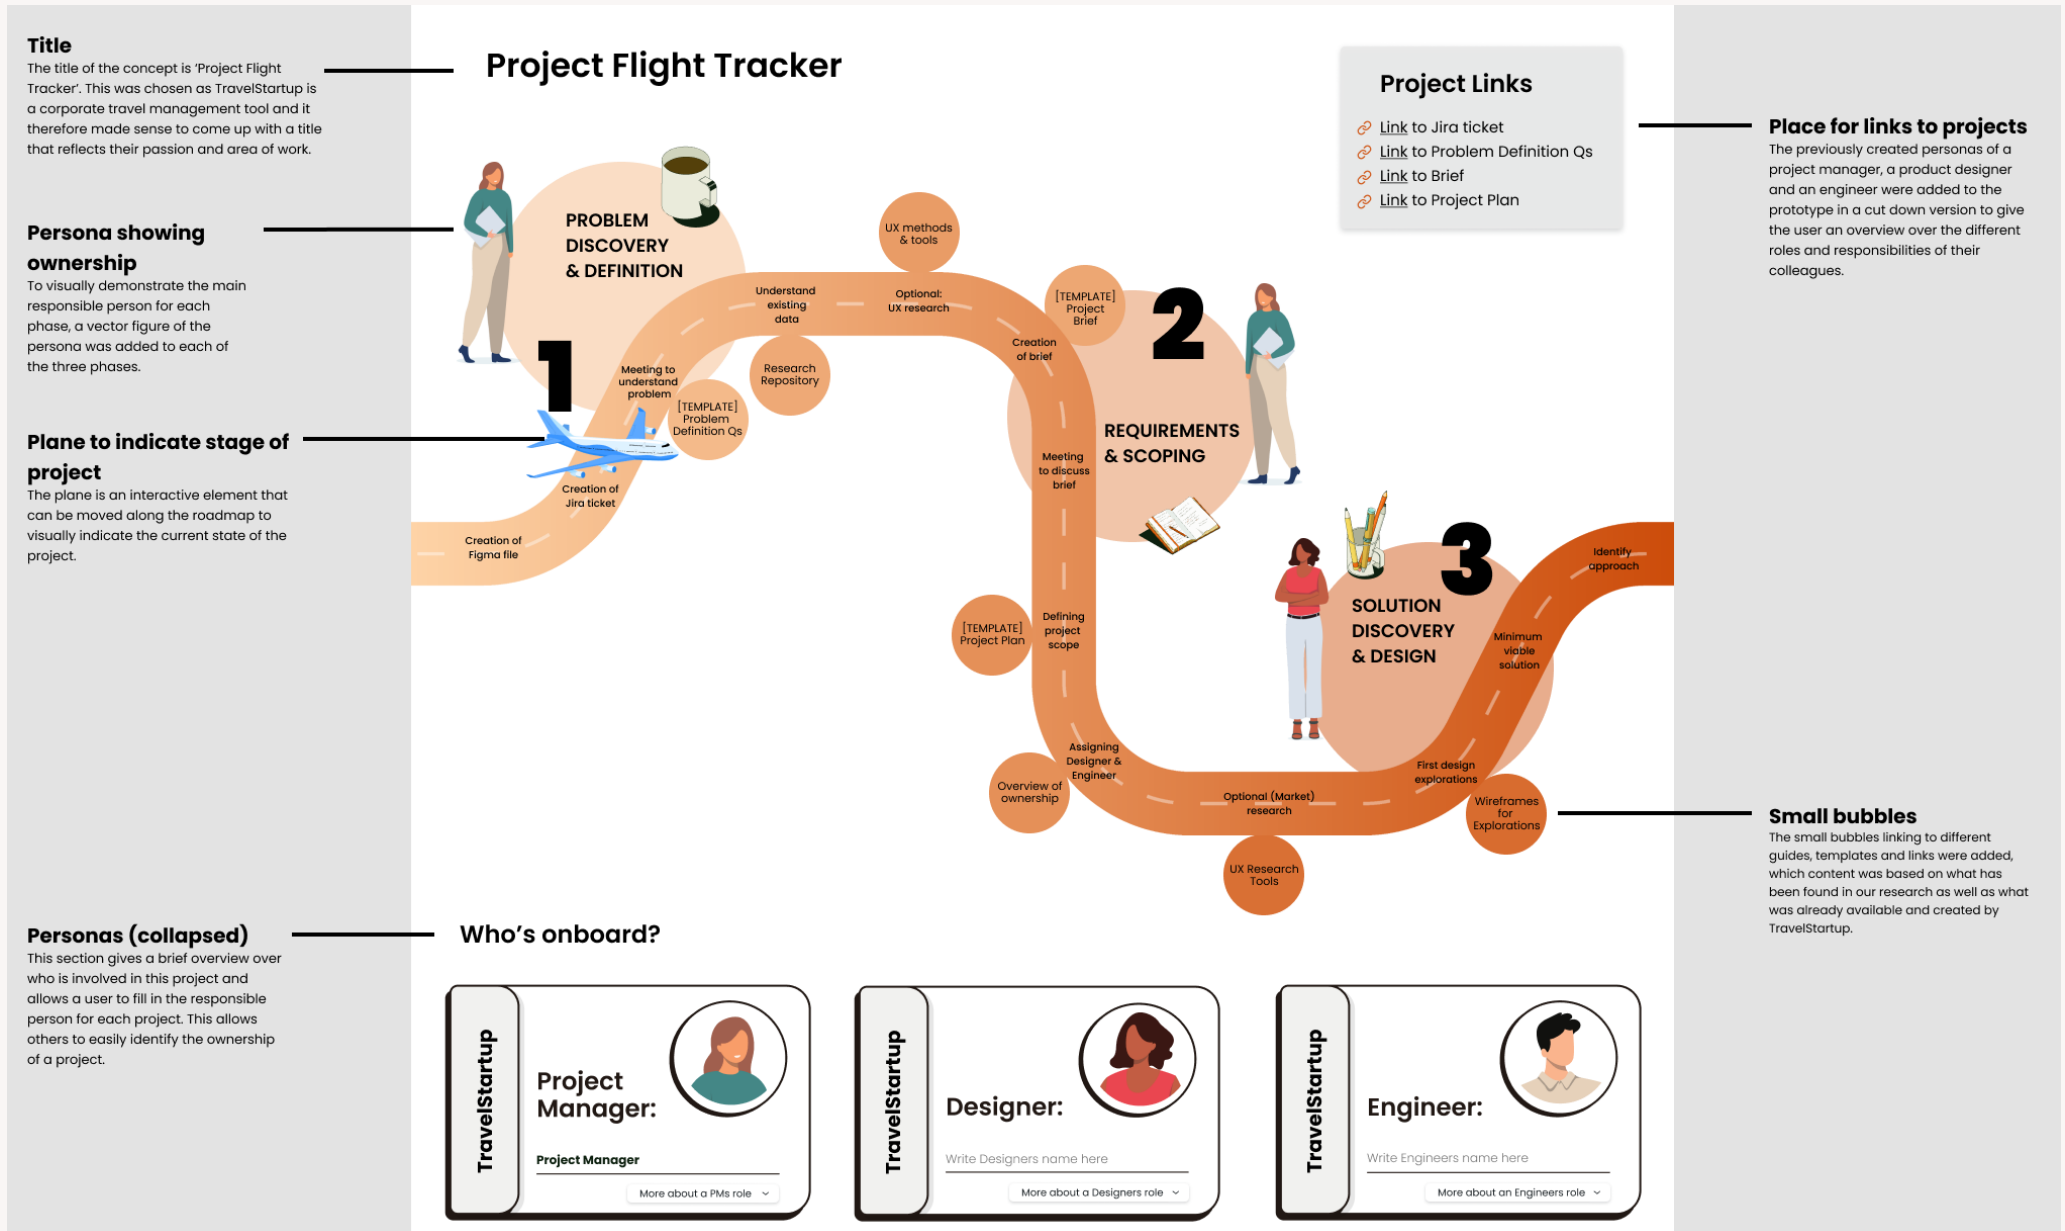 Title
The title of the concept is ‘Project Flight
Tracker’. This was chosen as TravelStartup is
a corporate travel management tool and it
therefore made sense to come up with a title
that reflects their passion and area of work.
Persona showing
ownership
To visually demonstrate the main
responsible person for each
phase, a vector figure of the
persona was added to each of
the three phases.
Plane to indicate stage of
project
The plane is an interactive element that
can be moved along the roadmap to
visually indicate the current state of the
project.
Personas (collapsed)
This section gives a brief overview over
who is involved in this project and
allows a user to fill in the responsible
person for each project. This allows
others to easily identify the ownership
of a project.
Project Flight Tracker
Project Links
Link to Jira ticket
Link to Problem Definition Qs
Link to Brief
Link to Project Plan
1
PROBLEM
DISCOVERY
& DEFINITION
Creation of
Figma file
Creation of
Jira ticket
Meeting to
understand
problem
[TEMPLATE]
Problem
Definition Qs
Understand
existing
data
Research
Repository
Optional:
UX research
UX methods
& tools
2
REQUIREMENTS
& SCOPING
Creation
of brief
[TEMPLATE]
Project
Brief
Meeting
to discuss
brief
Defining
project
scope
[TEMPLATE]
Project Plan
Assigning
Designer &
Engineer
Overview of
ownership
3
SOLUTION
DISCOVERY
& DESIGN
Optional (Market)
research
UX Research
Tools
First design
explorations
Wireframes
for
Explorations
Minimum
viable
solution
Identify
approach
Who’s onboard?
TravelStartup
Project
Manager:
Project Manager
More about a PMs role
TravelStartup
Designer:
Write Designers name here
More about a Designers role
TravelStartup
Engineer:
Write Engineers name here
More about an Engineers role
Place for links to projects
The previously created personas of a
project manager, a product designer
and an engineer were added to the
prototype in a cut down version to give
the user an overview over the different
roles and responsibilities of their
colleagues.
Small bubbles
The small bubbles linking to different
guides, templates and links were added,
which content was based on what has
been found in our research as well as what
was already available and created by
TravelStartup.